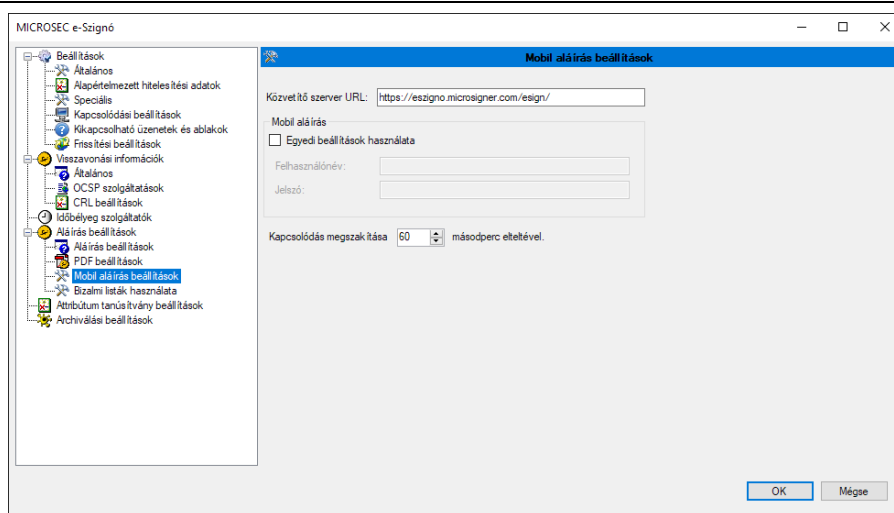 MICROSEC e-Szignó
Beállítások
Általános
Alapértelmezett hitelesítési adatok
Speciális
Kapcsolódási beállítások
Kikapcsolható üzenetek és ablakok
Frissítési beállítások
Visszavonási információk
Általános
OCSP szolgáltatások
CRL beállítások
Időbélyeg szolgáltatók
Aláírás beállítások
Aláírás beállítások
PDF beállítások
Mobil aláírás beállítások
Bizalmi listák használata
Attribútum tanúsítvány beállítások
Archiválási beállítások
Mobil aláírás beállítások
Közvetítő szerver URL: https://eszigno.microsigner.com/esign/
Mobil aláírás
Egyedi beállítások használata
Felhasználónév:
Jelszó:
Kapcsolódás megszakítása 60 másodperc elteltével.
OK Mégse